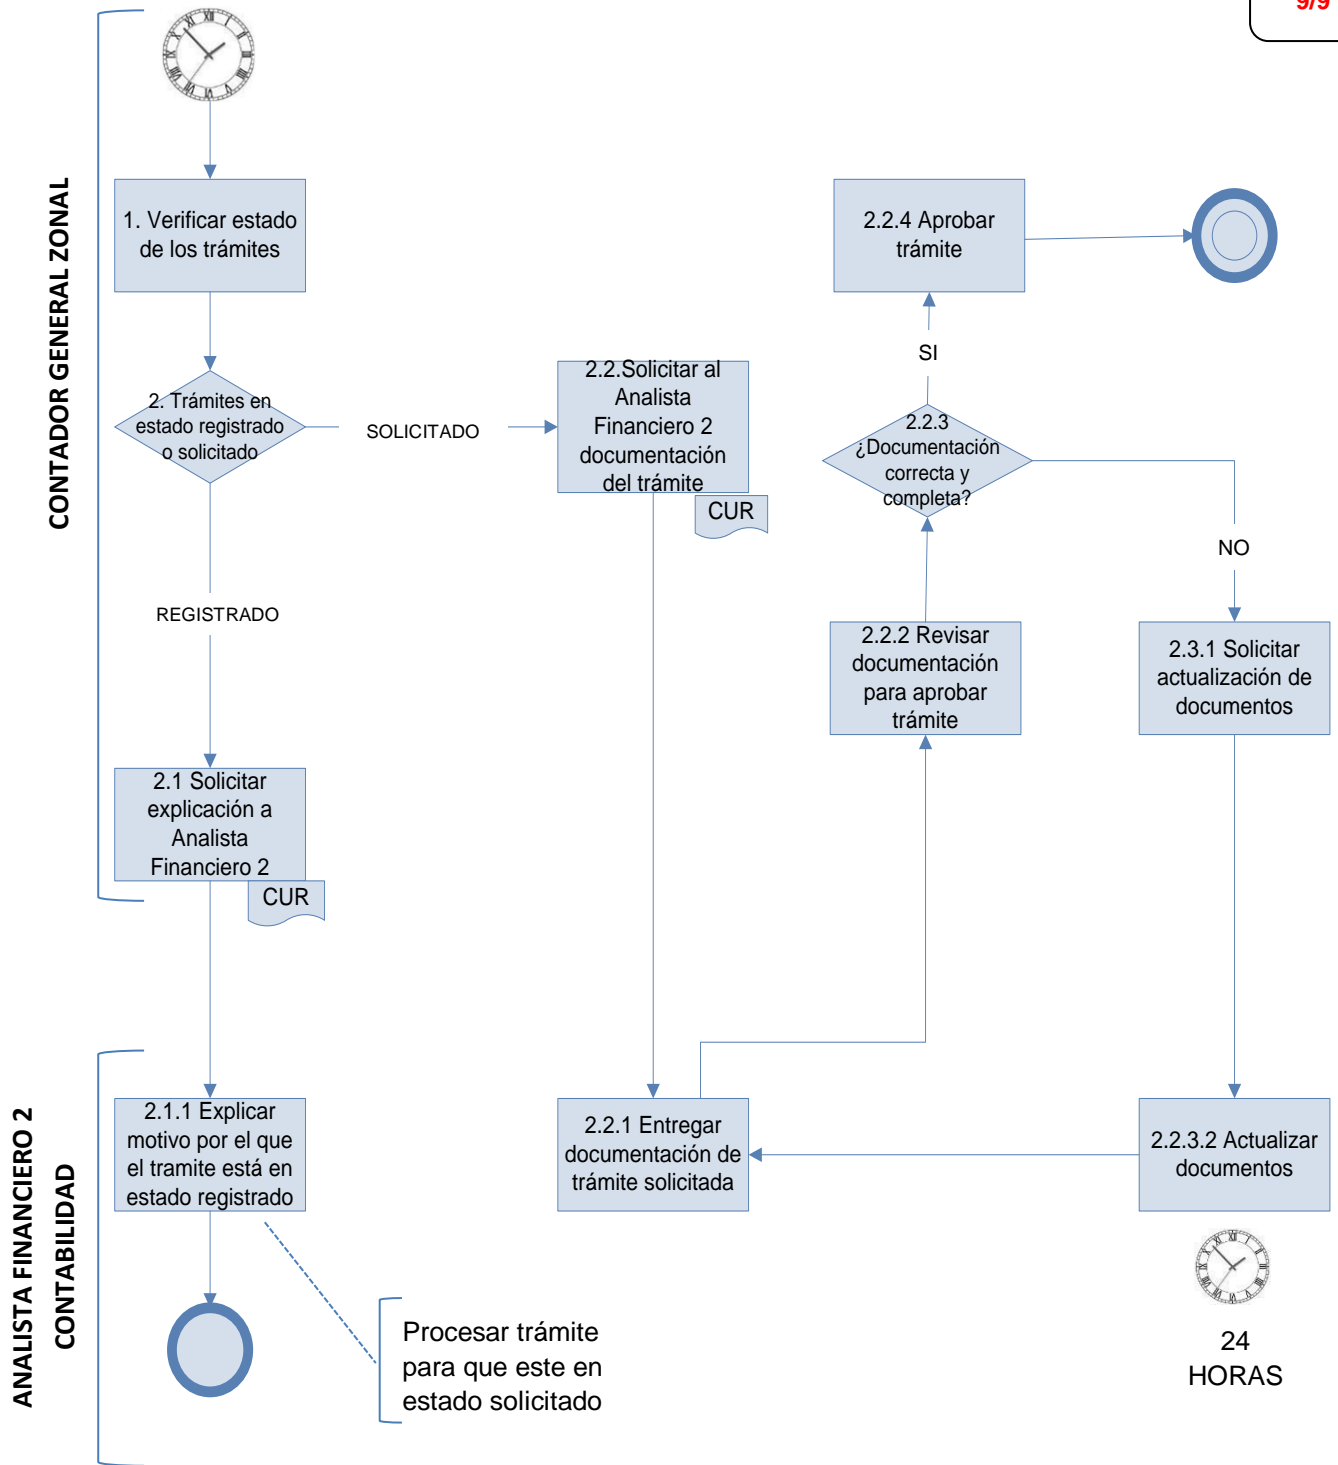 9/9
CONTADOR GENERAL ZONAL
1. Verificar estado
de los trámites
2.2.4 Aprobar
trámite
SI
2. Trámites en
estado registrado
o solicitado
SOLICITADO
2.2.Solicitar al
Analista
Financiero 2
documentación
del trámite
CUR
2.2.3
¿Documentación
correcta y
completa?
NO
REGISTRADO
2.2.2 Revisar
documentación
para aprobar
trámite
2.3.1 Solicitar
actualización de
documentos
2.1 Solicitar
explicación a
Analista
Financiero 2
CUR
ANALISTA FINANCIERO 2
CONTABILIDAD
2.1.1 Explicar
motivo por el que
el tramite está en
estado registrado
2.2.1 Entregar
documentación de
trámite solicitada
2.2.3.2 Actualizar
documentos
Procesar trámite
para que este en
estado solicitado
24
HORAS